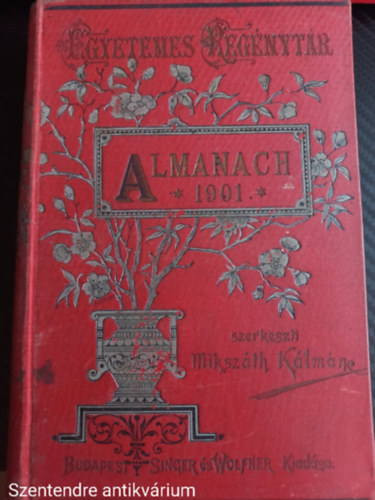 Egyetemes Regénytár
Almanach
1901.
szerkeszti
Mikszáth Kálmán
Budapest Singer és Wolfner Kiadása.
Szentendre antikvárium